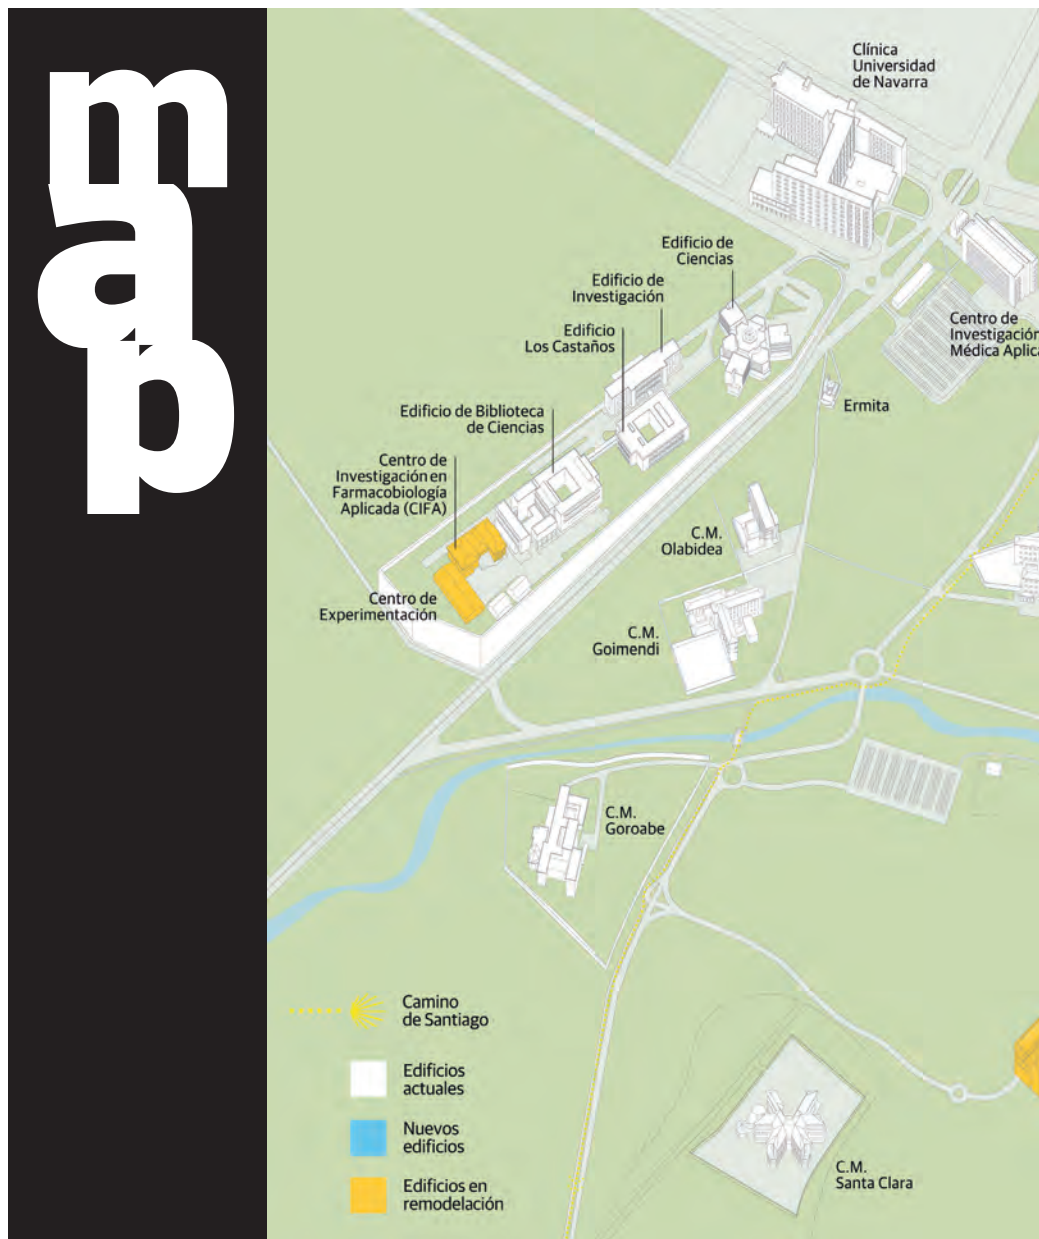 map
Clínica
Universidad
de Navarra
Edificio de
Ciencias
Edificio de
Investigación
Edificio
Los Castaños
Centro de
Investigación
Médica Aplica
Ermita
Edificio de Biblioteca
de Ciencias
Centro de
Investigación en
Farmacobiología
Aplicada (CIFA)
C.M.
Olabidea
Centro de
Experimentación
C.M.
Goimendi
C.M.
Goroabe
Camino
de Santiago
Edificios
actuales
Nuevos
edificios
Edificios en
remodelación
C.M.
Santa Clara